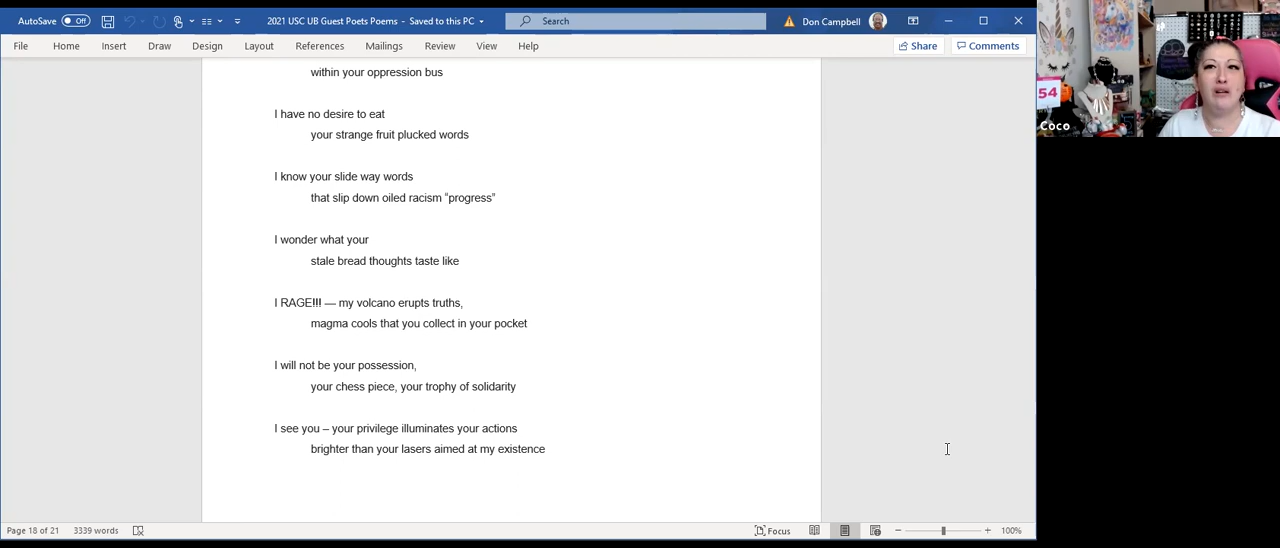 AutoSave Off 2021 USC UB Guest Poets Poems - Saved to this PC Search Don Campbell
File Home Insert Draw Design Layout References Mailings Review View Help Share Comments
within your oppression bus
I have no desire to eat
your strange fruit plucked words
I know your slide way words
that slip down oiled racism “progress”
I wonder what your
stale bread thoughts taste like
I RAGE!!! — my volcano erupts truths,
magma cools that you collect in your pocket
I will not be your possession,
your chess piece, your trophy of solidarity
I see you – your privilege illuminates your actions
brighter than your lasers aimed at my existence
Page 18 of 21 3339 words Focus 100%
54
Coco